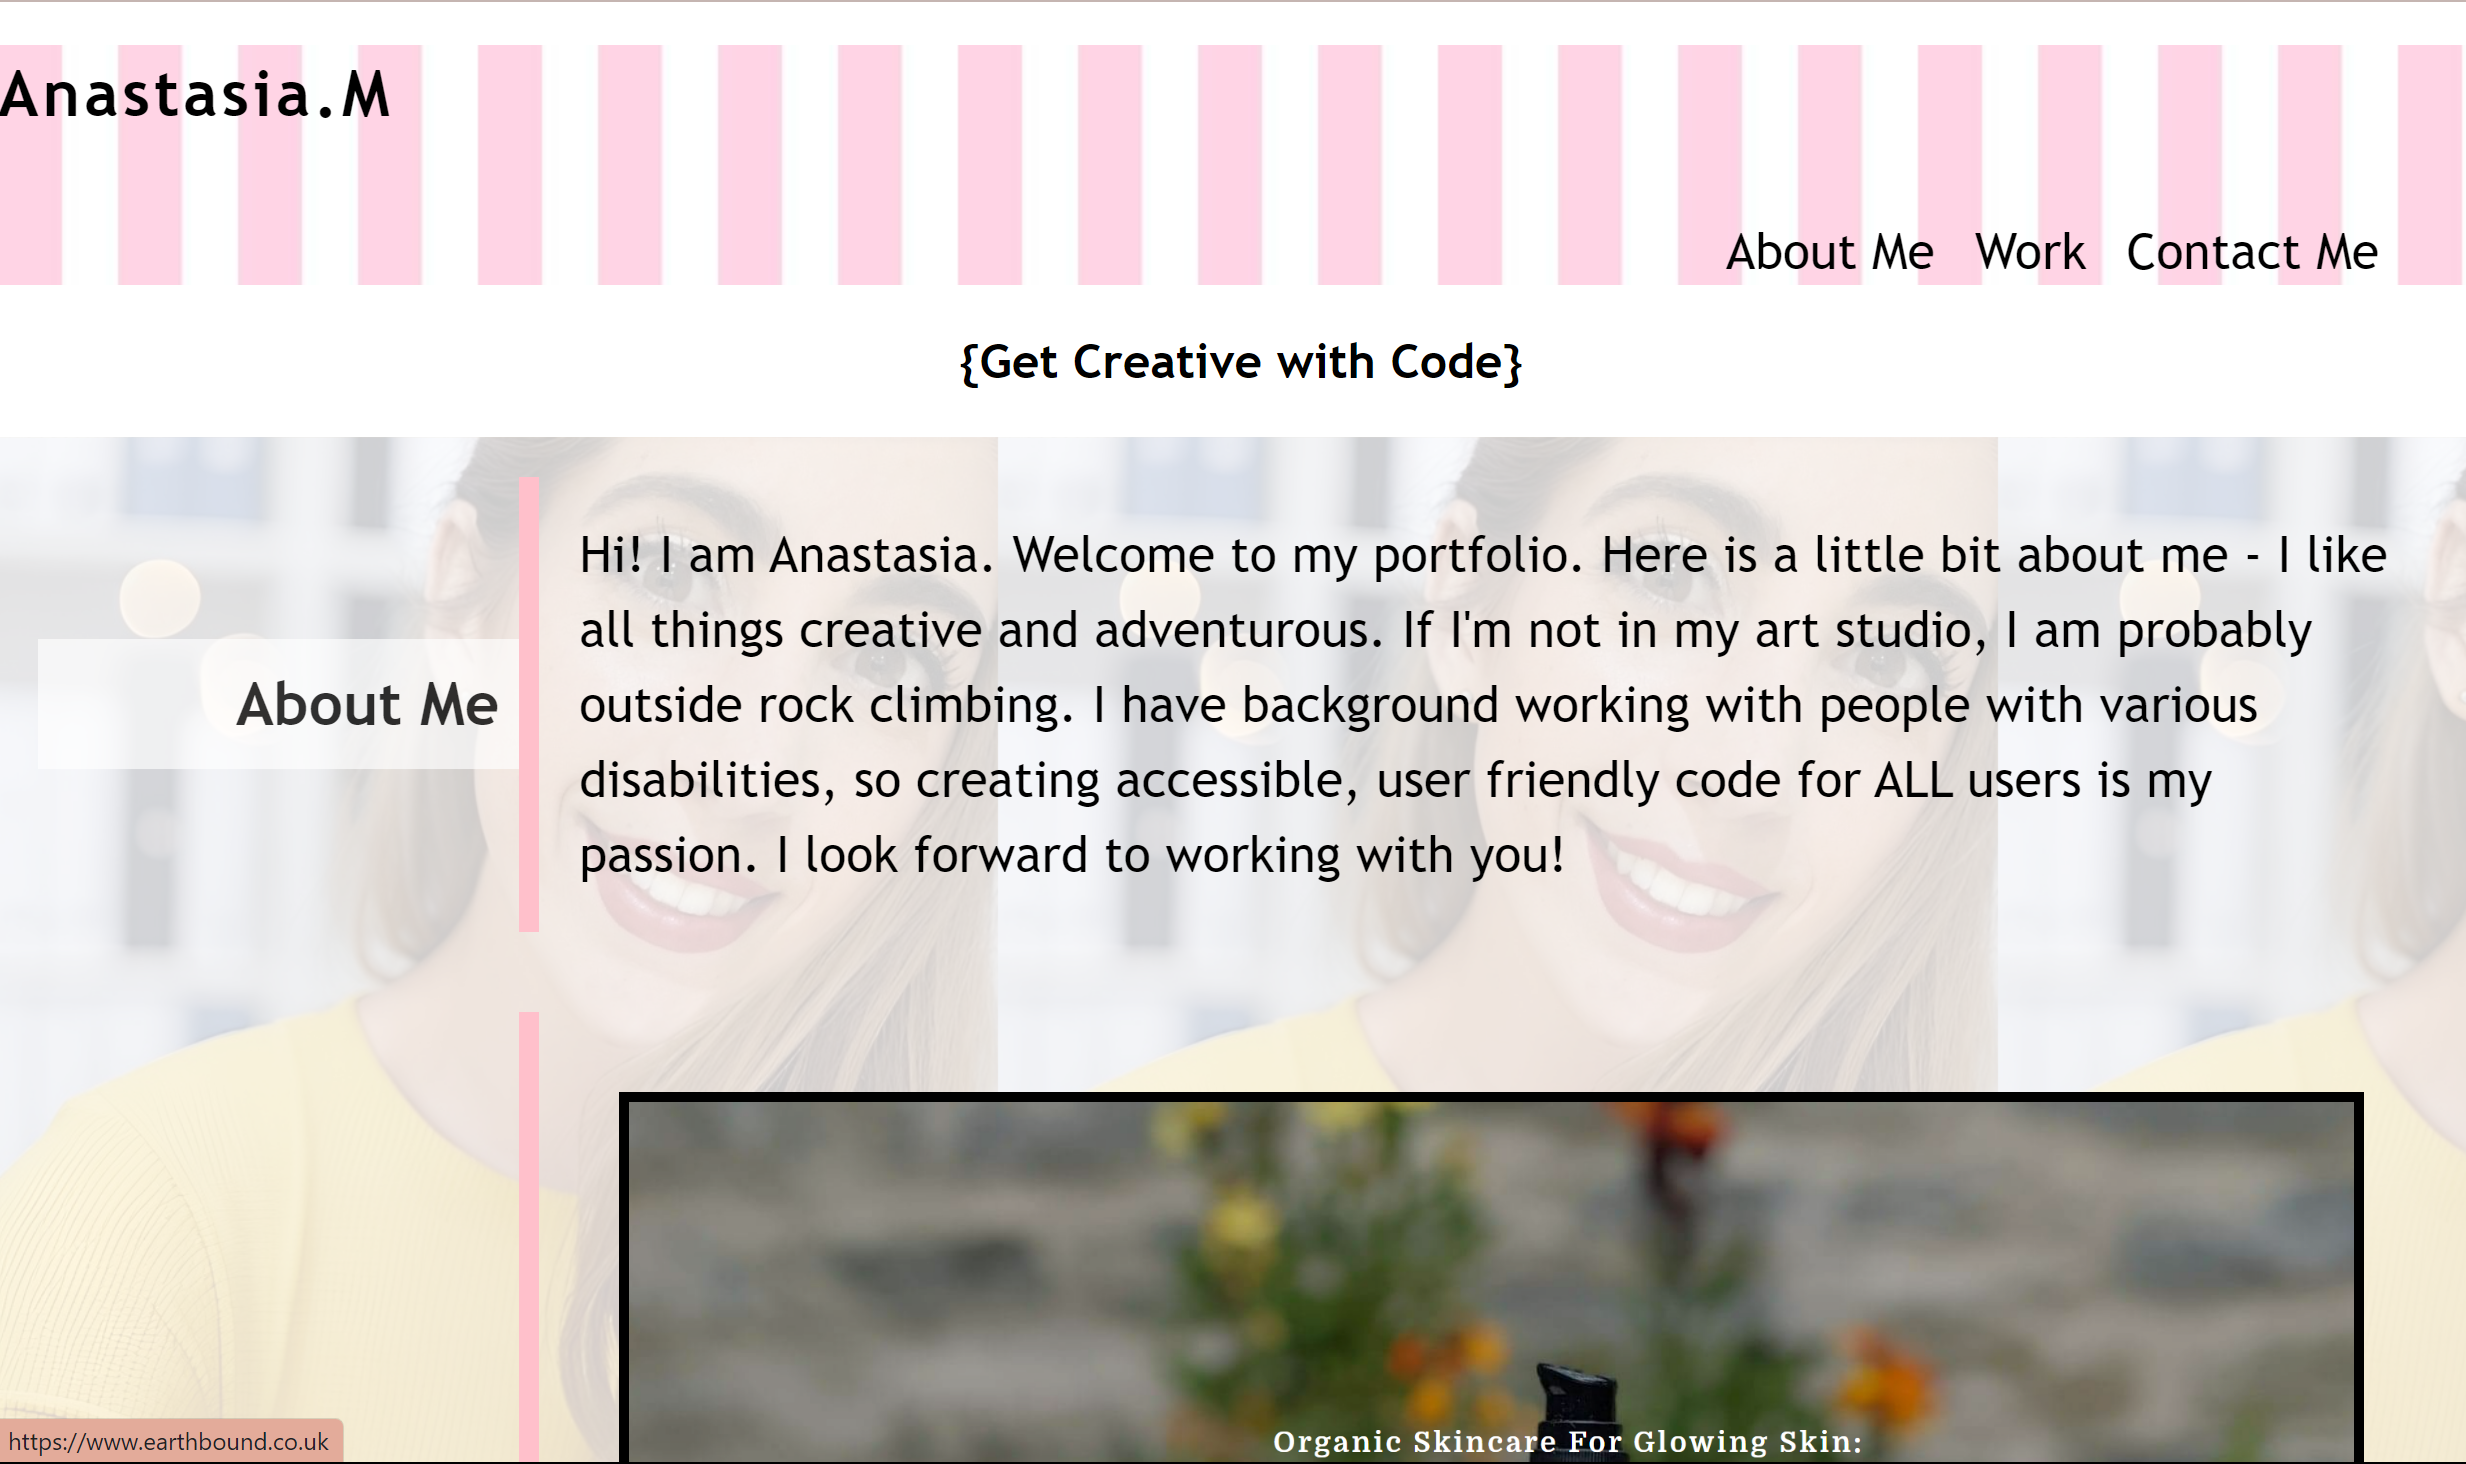 Anastasia.M
About Me Work Contact Me
{Get Creative with Code}
Hi! I am Anastasia. Welcome to my portfolio. Here is a little bit about me - I like
all things creative and adventurous. If I'm not in my art studio, I am probably
outside rock climbing. I have background working with people with various
disabilities, so creating accessible, user friendly code for ALL users is my
passion. I look forward to working with you!
About Me
Organic Skincare For Glowing Skin:
https://www.earthbound.co.uk